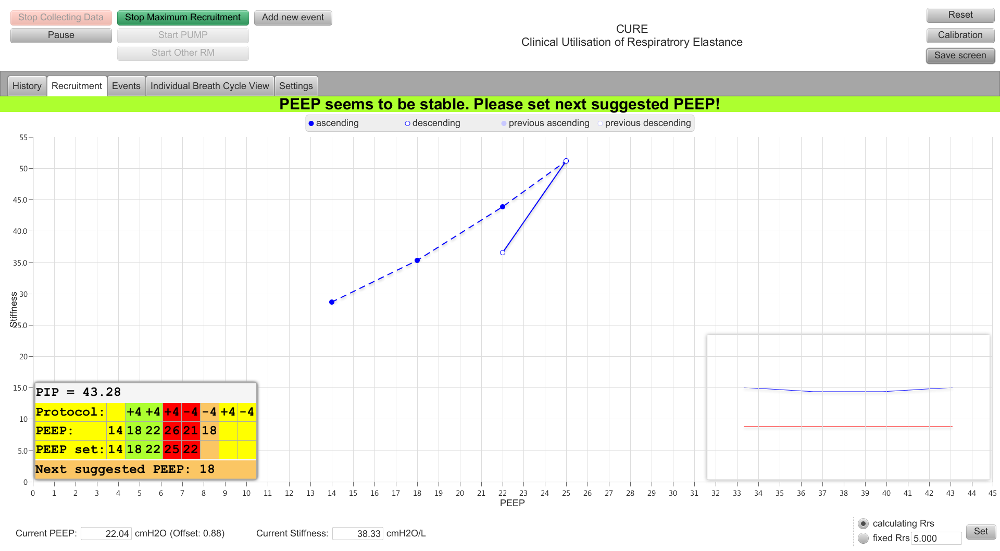 Stop Collecting Data
Stop Maximum Recruitment
Add new event
Pause
Start PUMP
Start Other RM
CURE
Clinical Utilisation of Respiratrory Elastance
Reset
Calibration
Save screen
History
Recruitment
Events
Individual Breath Cycle View
Settings
PEEP seems to be stable. Please set next suggested PEEP!
ascending
descending
previous ascending
previous descending
55
50
45.0
40.0
35.0
30
25.0
20
15.0
10
5.0
0
Stiffness
PIP = 43.28
Protocol: +4 +4 +4 -4 -4 +4 -4
PEEP: 14 18 22 26 21 18
PEEP set: 14 18 22 25 22
Next suggested PEEP: 18
0 1 2 3 4 5 6 7 8 9 10 11 12 13 14 15 16 17 18 19 20 21 22 23 24 25 26 27 28 29 30 31 32 33 34 35 36 37 38 39 40 41 42 43 44 45
PEEP
Current PEEP: 22.04 cmH2O (Offset: 0.88)
Current Stiffness: 38.33 cmH2O/L
calculating Rrs
fixed Rrs 5.000
Set